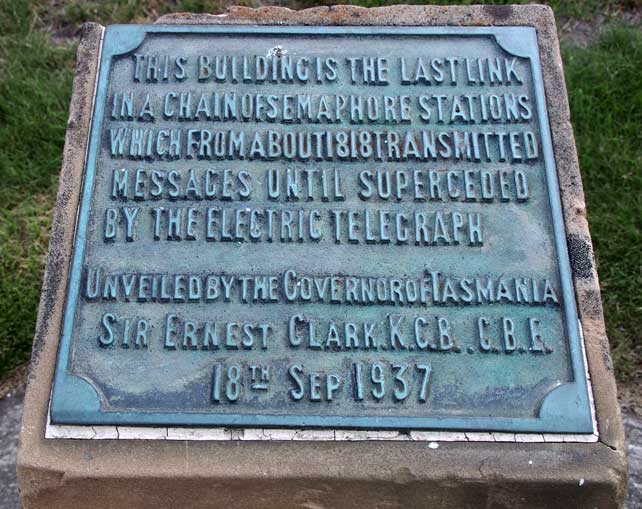 THIS BUILDING IS THE LAST LINK
IN A CHAIN OF SEMAPHORE STATIONS
WHICH FROM ABOUT 1818 TRANSMITTED
MESSAGES UNTIL SUPERCEDED
BY THE ELECTRIC TELEGRAPH
UNVEILED BY THE GOVERNOR OF TASMANIA
SIR ERNEST CLARK. K.C.B.. C.B.E.
18TH SEP 1937